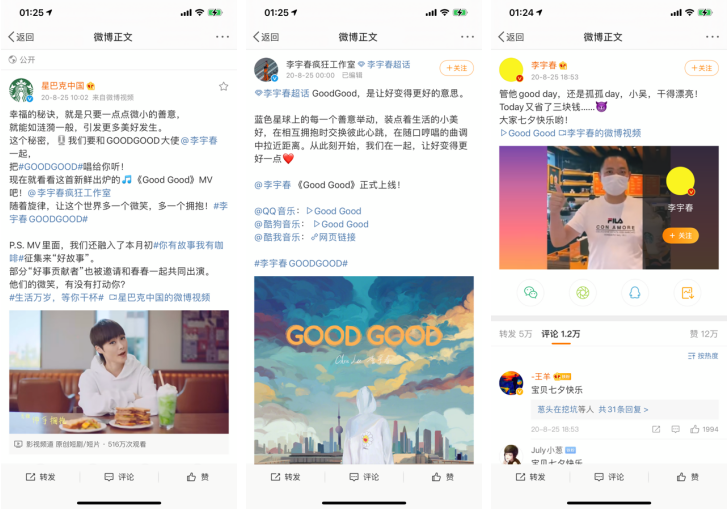 01:25
返回
微博正文
公开
星巴克中国
20-8-25 10:02 来自微博视频
幸福的秘诀，就是只要一点点微小的善意，
就能如涟漪一般，引发更多美好发生。
这个秘密，我们要和GOODGOOD大使@李宇春
一起，
把#GOODGOOD#唱给你听！
现在就看看这首新鲜出炉的《Good Good》MV
吧！@李宇春疯狂工作室
随着旋律，让这个世界多一个微笑，多一个拥抱！#李
宇春GOODGOOD#
P.S. MV里面，我们还融入了本月初#你有故事我有咖
啡#征集来“好故事”。
部分“好事贡献者”也被邀请和春春一起共同出演。
他们的微笑，有没有打动你？
#生活万岁，等你干杯# 星巴克中国的微博视频
影视频道 原创短剧/短片 · 516万次观看
转发
评论
赞
01:25
返回
微博正文
李宇春疯狂工作室 李宇春超话
20-8-25 00:00 已编辑
+关注
李宇春超话 GoodGood，是让好变得更好的意思。
蓝色星球上的每一个善意举动，装点着生活的小美
好，在相互拥抱时交换彼此心跳，在随口哼唱的曲调
中拉近距离。从此刻开始，我们在一起，让好变得更
好一点
@李宇春 《Good Good》正式上线！
@QQ音乐：Good Good
@酷狗音乐：Good Good
@酷我音乐：网页链接
#李宇春GOODGOOD#
GOOD GOOD
转发
评论
赞
01:24
返回
微博正文
李宇春
20-8-25 18:53
+关注
管他good day，还是孤孤day，小吴，干得漂亮！
Today又省了三块钱……
大家七夕快乐哟！
Good Good 李宇春的微博视频
FILA
CON AMORE
李宇春
+ 关注
转发 5万 评论 1.2万 赞 12万
按热度
-王羊
宝贝七夕快乐
葱头在挖坑等人 共31条回复 >
20-8-25 18:53
1994
July小葱
宝贝七夕快乐
转发
评论
赞